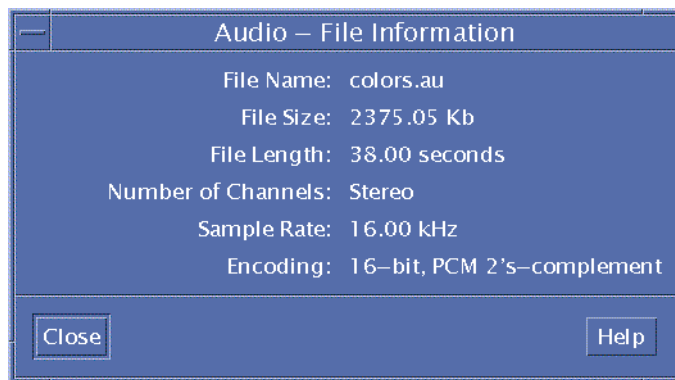 Audio – File Information
File Name: colors.au
File Size: 2375.05 Kb
File Length: 38.00 seconds
Number of Channels: Stereo
Sample Rate: 16.00 kHz
Encoding: 16–bit, PCM 2's–complement
Close Help